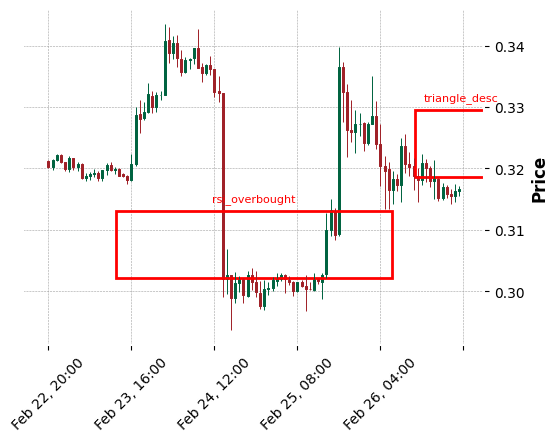 0.34
triangle_desc
0.33
0.32
Price
rsi_overbought
0.31
0.30
Feb 22, 20:00
Feb 23, 16:00
Feb 24, 12:00
Feb 25, 08:00
Feb 26, 04:00